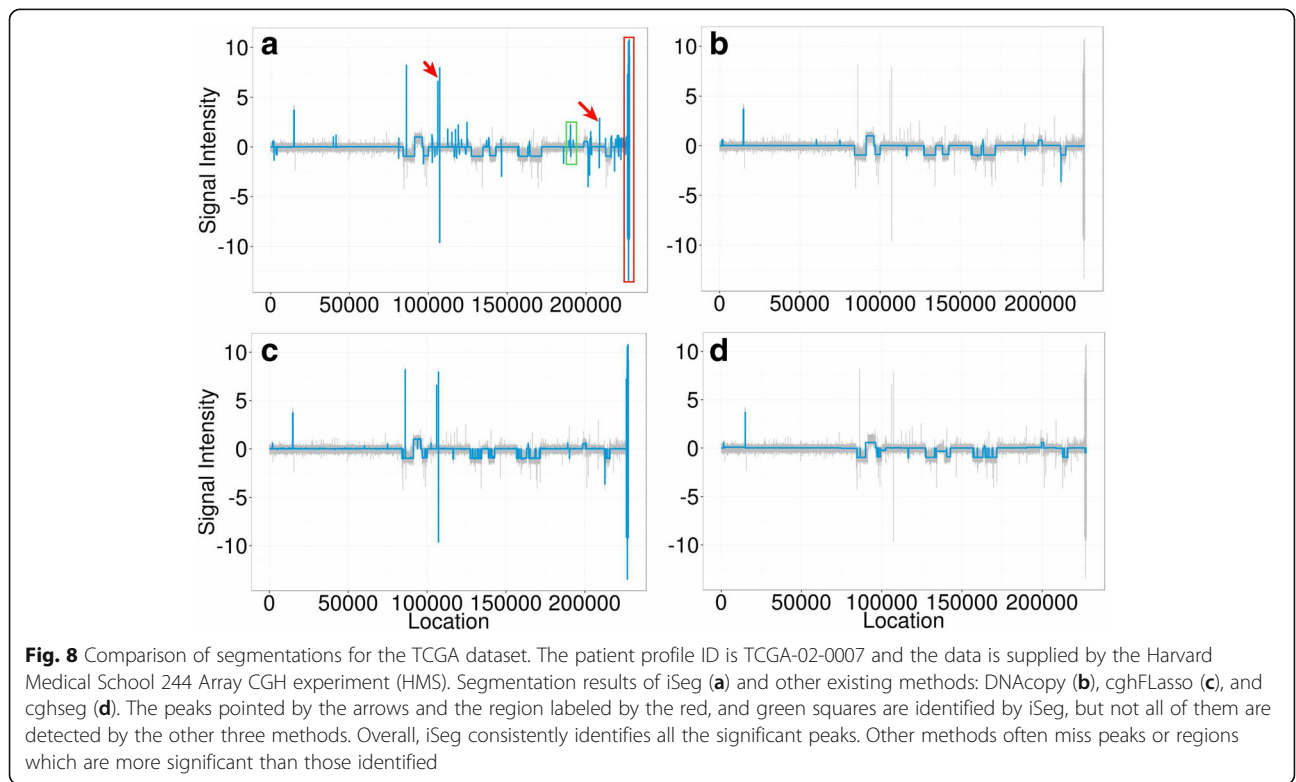 a
b
10
5
0
-5
-10
Signal Intensity
10
5
0
-5
-10
0 50000 100000 150000 200000
0 50000 100000 150000 200000
c
d
10
5
0
-5
-10
Signal Intensity
10
5
0
-5
-10
0 50000 100000 150000 200000
Location
0 50000 100000 150000 200000
Location
Fig. 8 Comparison of segmentations for the TCGA dataset. The patient profile ID is TCGA-02-0007 and the data is supplied by the Harvard
Medical School 244 Array CGH experiment (HMS). Segmentation results of iSeg (a) and other existing methods: DNAcopy (b), cghFLasso (c), and
cghseg (d). The peaks pointed by the arrows and the region labeled by the red, and green squares are identified by iSeg, but not all of them are
detected by the other three methods. Overall, iSeg consistently identifies all the significant peaks. Other methods often miss peaks or regions
which are more significant than those identified